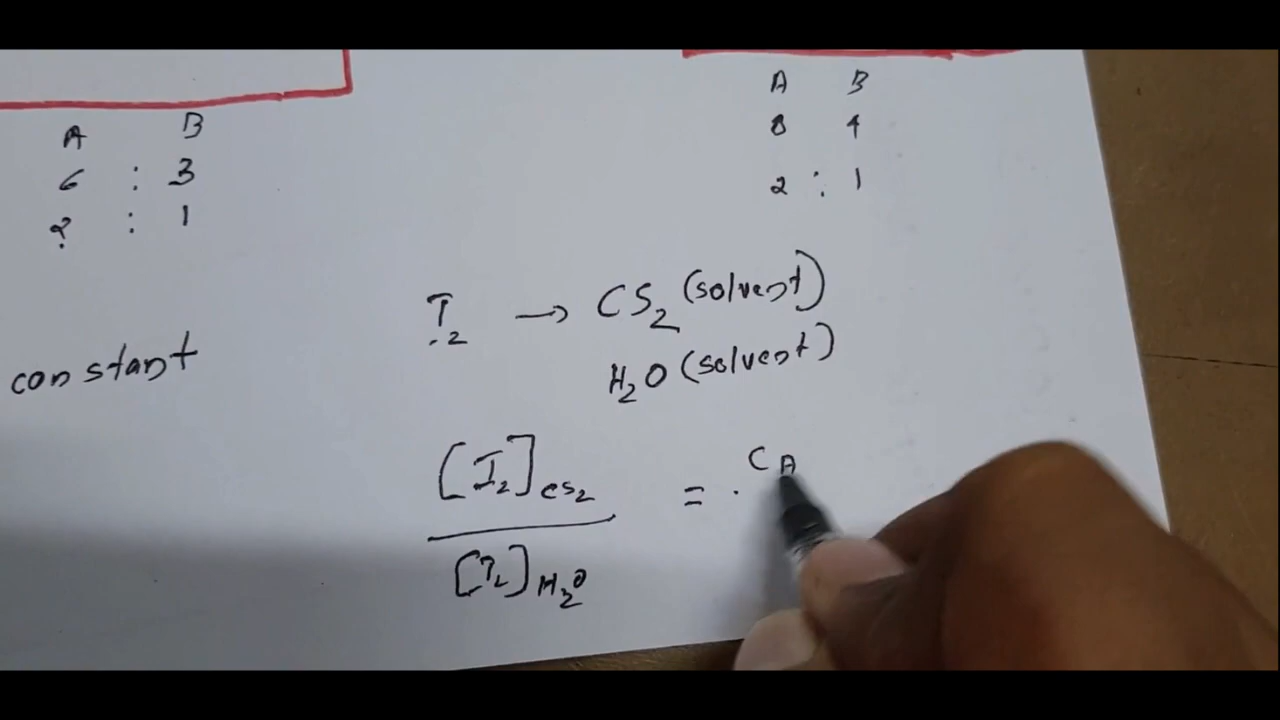 A B
6 : 3
? : 1
A B
8 4
2 : 1
I2 → CS2 (solvent)
H2O (solvent)
constant
[I2]CS2 = CA
[I2]H2O